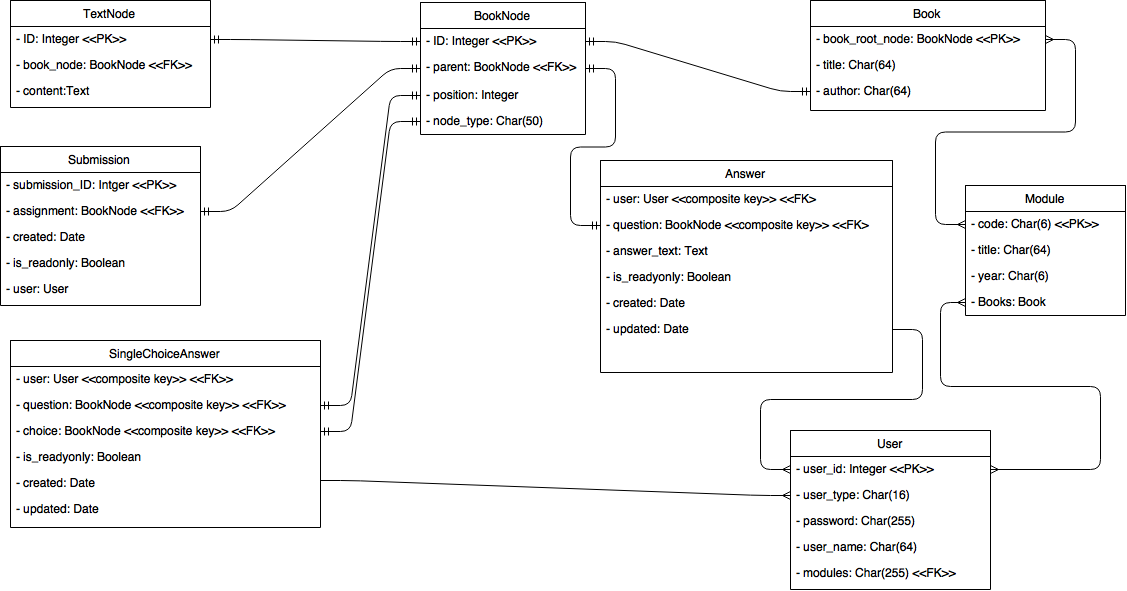 TextNode
- ID: Integer <<PK>>
- book_node: BookNode <<FK>>
- content:Text
BookNode
- ID: Integer <<PK>>
- parent: BookNode <<FK>>
- position: Integer
- node_type: Char(50)
Book
- book_root_node: BookNode <<PK>>
- title: Char(64)
- author: Char(64)
Submission
- submission_ID: Intger <<PK>>
- assignment: BookNode <<FK>>
- created: Date
- is_readonly: Boolean
- user: User
Answer
- user: User <<composite key>> <<FK>
- question: BookNode <<composite key>> <<FK>
- answer_text: Text
- is_readyonly: Boolean
- created: Date
- updated: Date
Module
- code: Char(6) <<PK>>
- title: Char(64)
- year: Char(6)
- Books: Book
SingleChoiceAnswer
- user: User <<composite key>> <<FK>>
- question: BookNode <<composite key>> <<FK>>
- choice: BookNode <<composite key>> <<FK>>
- is_readyonly: Boolean
- created: Date
- updated: Date
User
- user_id: Integer <<PK>>
- user_type: Char(16)
- password: Char(255)
- user_name: Char(64)
- modules: Char(255) <<FK>>